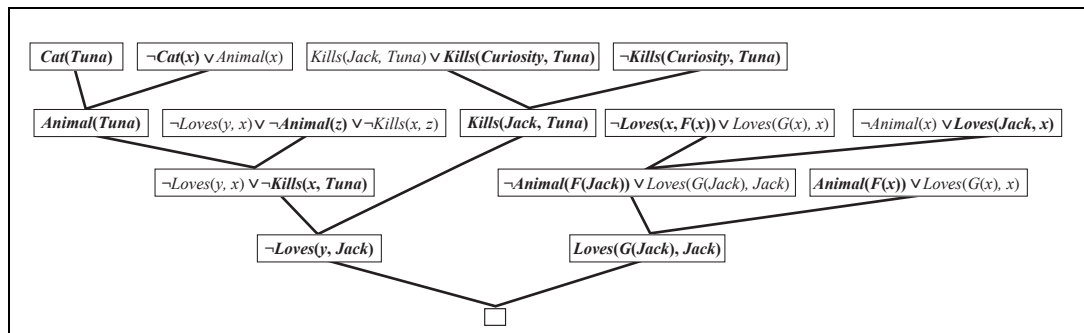 Cat(Tuna) ¬Cat(x) ∨ Animal(x) Kills(Jack, Tuna) ∨ Kills(Curiosity, Tuna) ¬Kills(Curiosity, Tuna)
Animal(Tuna) ¬Loves(y, x) ∨ ¬Animal(z) ∨ ¬Kills(x, z) Kills(Jack, Tuna) ¬Loves(x, F(x)) ∨ Loves(G(x), x) ¬Animal(x) ∨ Loves(Jack, x)
¬Loves(y, x) ∨ ¬Kills(x, Tuna) ¬Animal(F(Jack)) ∨ Loves(G(Jack), Jack) Animal(F(x)) ∨ Loves(G(x), x)
¬Loves(y, Jack) Loves(G(Jack), Jack)